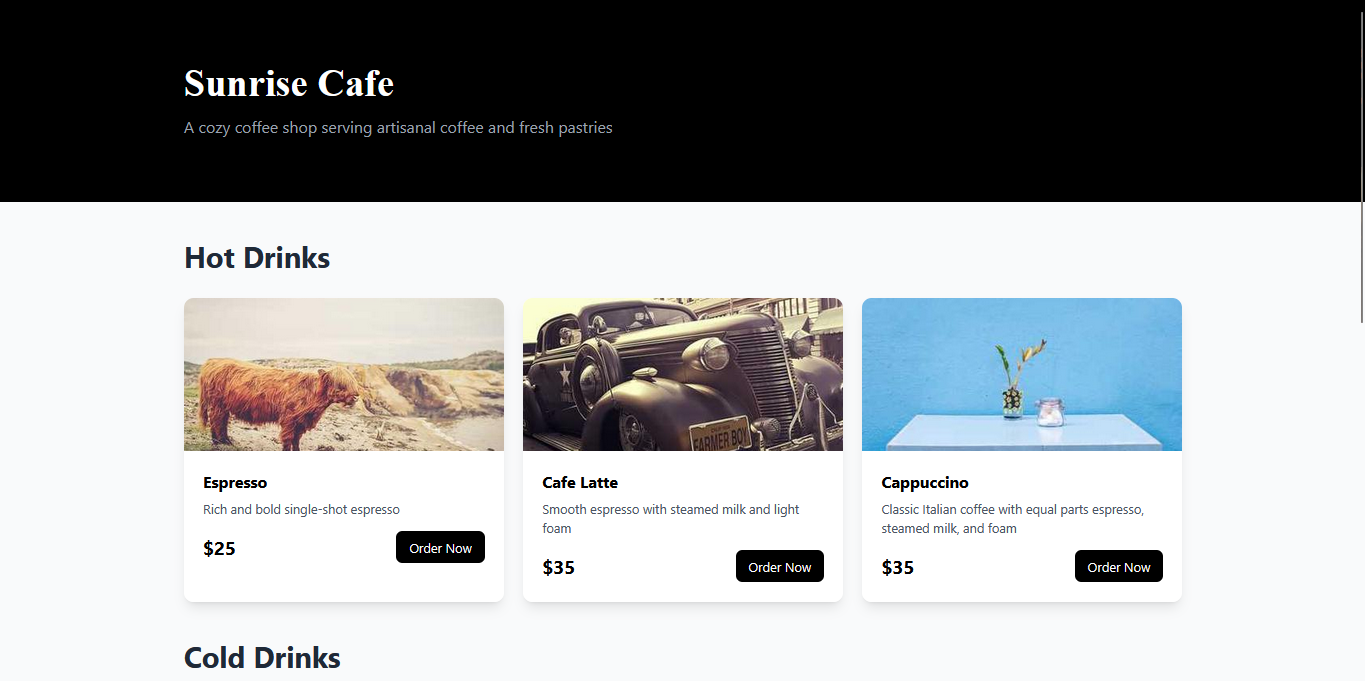 Sunrise Cafe
A cozy coffee shop serving artisanal coffee and fresh pastries
Hot Drinks
FARMER BOY
Espresso
Rich and bold single-shot espresso
$25
Order Now
Cafe Latte
Smooth espresso with steamed milk and light
foam
$35
Order Now
Cappuccino
Classic Italian coffee with equal parts espresso,
steamed milk, and foam
$35
Order Now
Cold Drinks